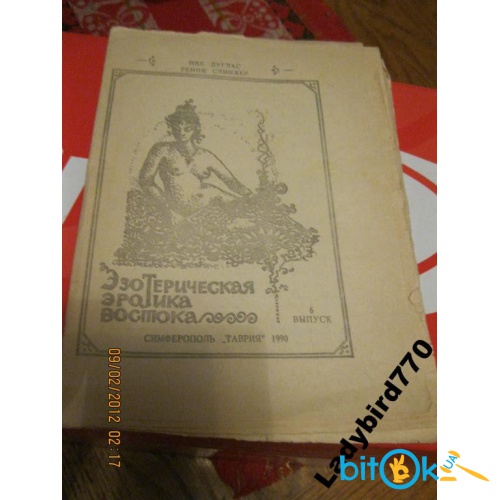 НИК ДУГЛАС
ПЕННИ СЛИНЖЕР
ЭЗОТЕРИЧЕСКАЯ
ЭРОТИКА
ВОСТОКА
6
ВЫПУСК
СИМФЕРОПОЛЬ „ТАВРИЯ" 1990
09/02/2012 02:17
Ladybird770
bitOk.UA